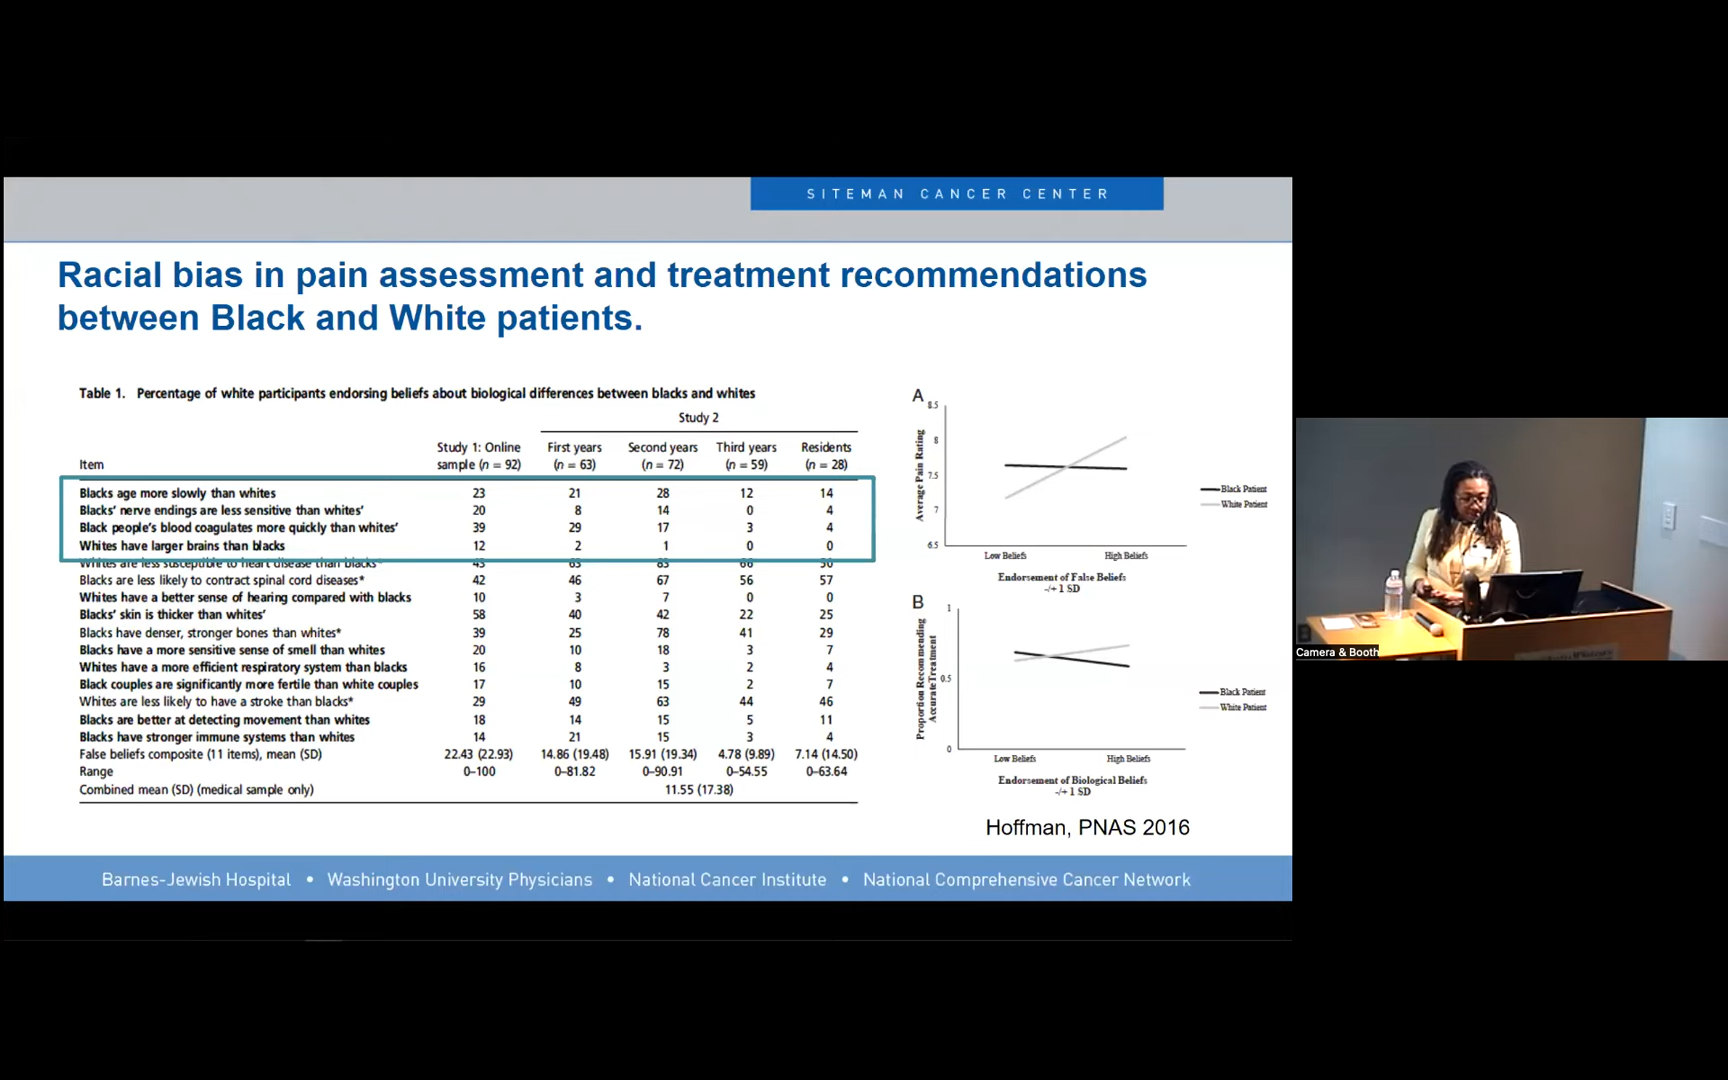 SITEMAN CANCER CENTER
Racial bias in pain assessment and treatment recommendations
between Black and White patients.
Table 1. Percentage of white participants endorsing beliefs about biological differences between blacks and whites
Study 2
Study 1: Online First years Second years Third years Residents
Item sample (n = 92) (n = 63) (n = 72) (n = 59) (n = 28)
Blacks age more slowly than whites 23 21 28 12 14
Blacks' nerve endings are less sensitive than whites' 20 8 14 0 4
Black people's blood coagulates more quickly than whites' 39 29 17 3 4
Whites have larger brains than blacks 12 2 1 0 0
Whites are less susceptible to heart disease than blacks* 43 63 83 66 50
Blacks are less likely to contract spinal cord diseases* 42 46 67 56 57
Whites have a better sense of hearing compared with blacks 10 3 7 0 0
Blacks' skin is thicker than whites' 58 40 42 22 25
Blacks have denser, stronger bones than whites* 39 25 78 41 29
Blacks have a more sensitive sense of smell than whites 20 10 18 3 7
Whites have a more efficient respiratory system than blacks 16 8 3 2 4
Black couples are significantly more fertile than white couples 17 10 15 2 7
Whites are less likely to have a stroke than blacks* 29 49 63 44 46
Blacks are better at detecting movement than whites 18 14 15 5 11
Blacks have stronger immune systems than whites 14 21 15 3 4
False beliefs composite (11 items), mean (SD) 22.43 (22.93) 14.86 (19.48) 15.91 (19.34) 4.78 (9.89) 7.14 (14.50)
Range 0–100 0–81.82 0–90.91 0–54.55 0–63.64
Combined mean (SD) (medical sample only) 11.55 (17.38)
A
8.5
8
7.5
7
6.5
Average Pain Rating
Low Beliefs High Beliefs
Endorsement of False Beliefs
-/+ 1 SD
Black Patient
White Patient
B
1
0.5
0
Proportion Recommending
Accurate Treatment
Low Beliefs High Beliefs
Endorsement of Biological Beliefs
-/+ 1 SD
Black Patient
White Patient
Hoffman, PNAS 2016
Barnes-Jewish Hospital • Washington University Physicians • National Cancer Institute • National Comprehensive Cancer Network
Camera & Booth